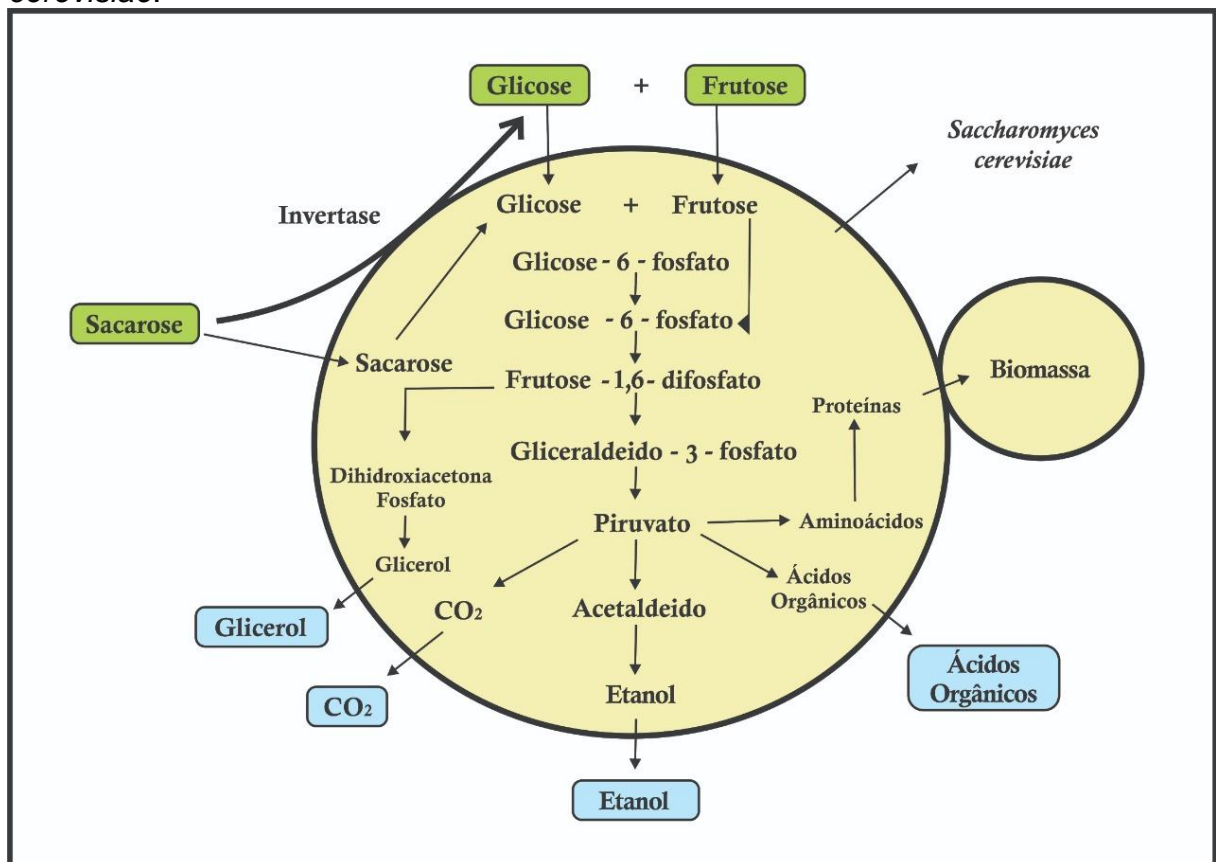 cerevisiae.
Glicose + Frutose
Saccharomyces
cerevisiae
Invertase
Glicose + Frutose
Glicose - 6 - fosfato
Sacarose
Glicose - 6 - fosfato
Sacarose
Frutose - 1,6 - difosfato
Biomassa
Proteínas
Gliceraldeido - 3 - fosfato
Dihidroxiacetona
Fosfato
Piruvato
Aminoácidos
Glicerol
Ácidos
Orgânicos
CO₂
Acetaldeido
Glicerol
Ácidos
Orgânicos
Etanol
CO₂
Etanol